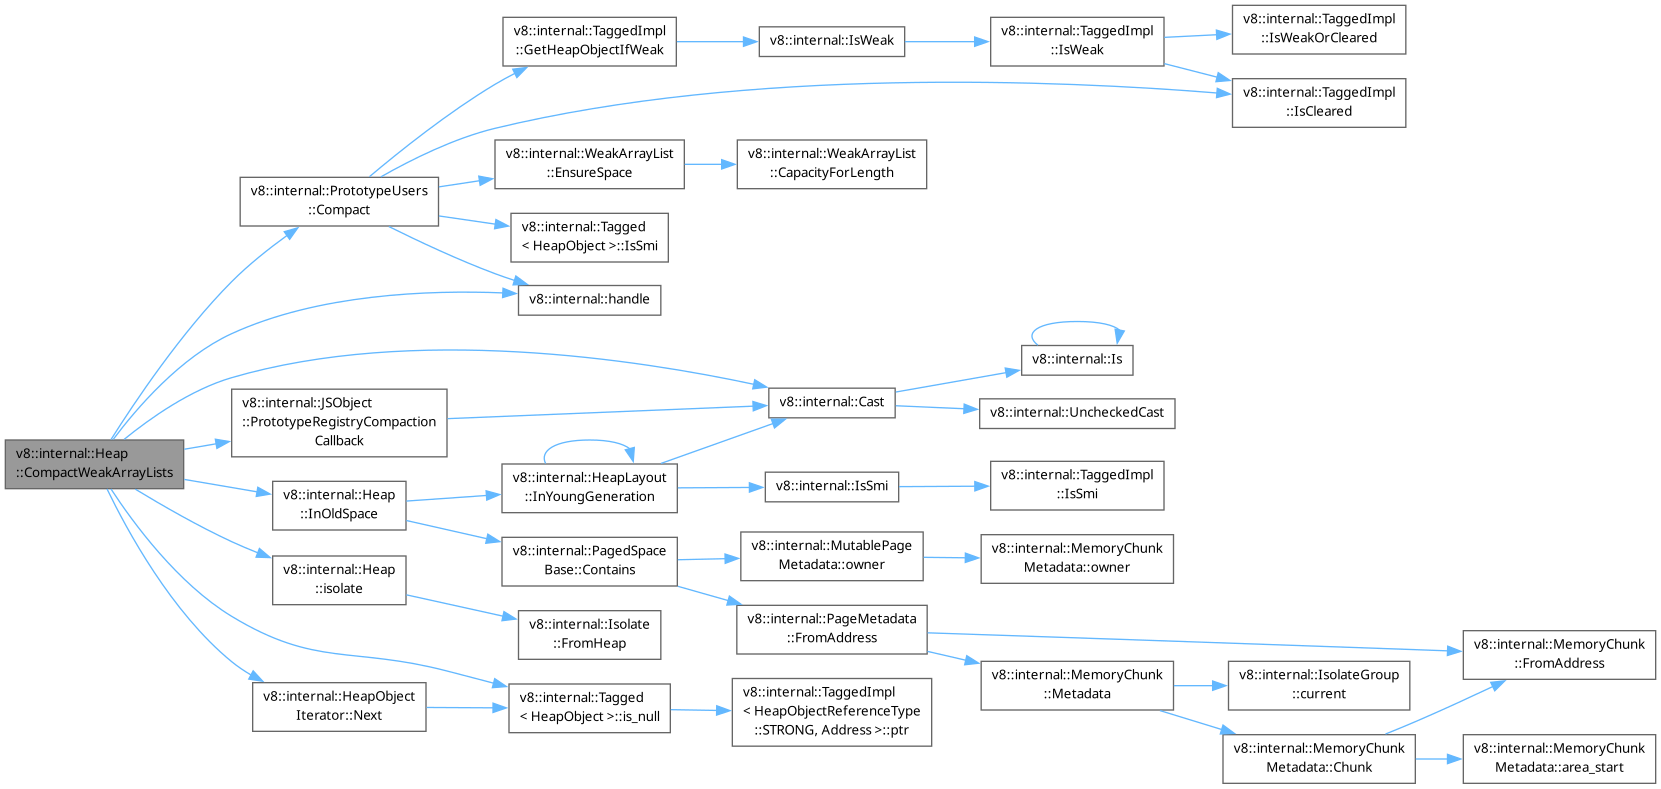 v8::internal::Heap
::CompactWeakArrayLists
v8::internal::PrototypeUsers
::Compact
v8::internal::TaggedImpl
::GetHeapObjectIfWeak
v8::internal::IsWeak
v8::internal::TaggedImpl
::IsWeak
v8::internal::TaggedImpl
::IsWeakOrCleared
v8::internal::TaggedImpl
::IsCleared
v8::internal::WeakArrayList
::EnsureSpace
v8::internal::WeakArrayList
::CapacityForLength
v8::internal::Tagged
< HeapObject >::IsSmi
v8::internal::handle
v8::internal::Is
v8::internal::Cast
v8::internal::UncheckedCast
v8::internal::JSObject
::PrototypeRegistryCompaction
Callback
v8::internal::Heap
::InOldSpace
v8::internal::HeapLayout
::InYoungGeneration
v8::internal::IsSmi
v8::internal::TaggedImpl
::IsSmi
v8::internal::PagedSpace
Base::Contains
v8::internal::MutablePage
Metadata::owner
v8::internal::MemoryChunk
Metadata::owner
v8::internal::Heap
::isolate
v8::internal::Isolate
::FromHeap
v8::internal::PageMetadata
::FromAddress
v8::internal::MemoryChunk
::FromAddress
v8::internal::MemoryChunk
::Metadata
v8::internal::IsolateGroup
::current
v8::internal::HeapObject
Iterator::Next
v8::internal::Tagged
< HeapObject >::is_null
v8::internal::TaggedImpl
< HeapObjectReferenceType
::STRONG, Address >::ptr
v8::internal::MemoryChunk
Metadata::Chunk
v8::internal::MemoryChunk
Metadata::area_start